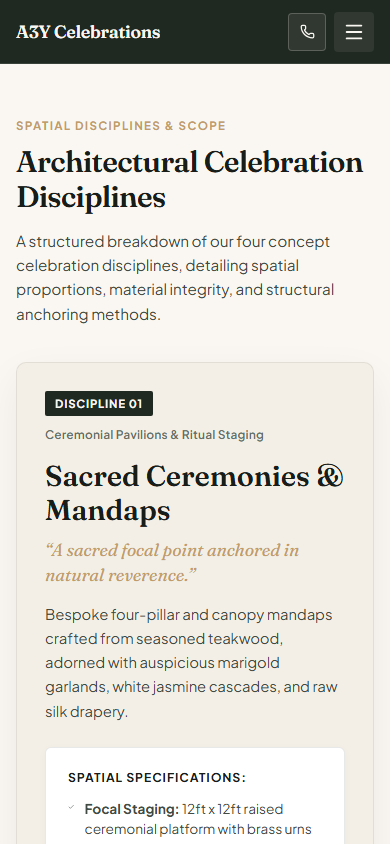 A3Y Celebrations
SPATIAL DISCIPLINES & SCOPE
Architectural Celebration
Disciplines
A structured breakdown of our four concept
celebration disciplines, detailing spatial
proportions, material integrity, and structural
anchoring methods.
DISCIPLINE 01
Ceremonial Pavilions & Ritual Staging
Sacred Ceremonies &
Mandaps
“A sacred focal point anchored in
natural reverence.”
Bespoke four-pillar and canopy mandaps
crafted from seasoned teakwood,
adorned with auspicious marigold
garlands, white jasmine cascades, and raw
silk drapery.
SPATIAL SPECIFICATIONS:
Focal Staging: 12ft x 12ft raised
ceremonial platform with brass urns